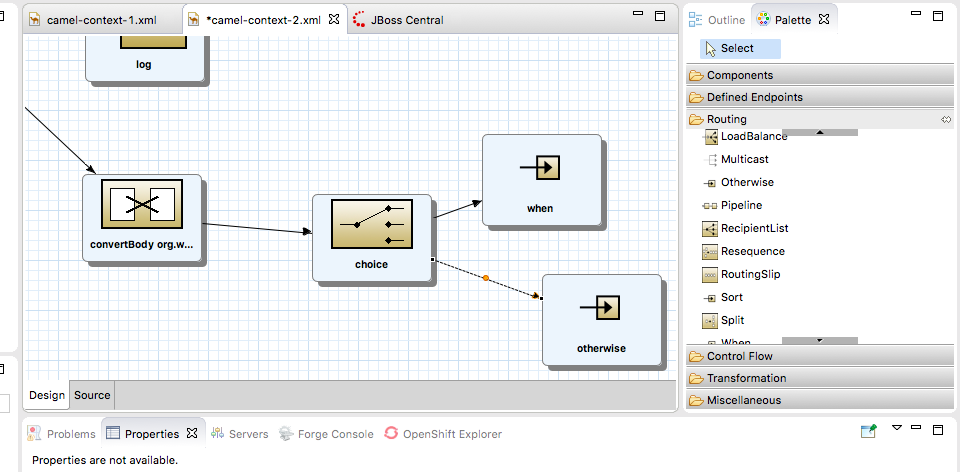 camel-context-1.xml
*camel-context-2.xml
JBoss Central
Outline
Palette
log
convertBody org.w...
choice
when
otherwise
Select
Components
Defined Endpoints
Routing
LoadBalance
Multicast
Otherwise
Pipeline
RecipientList
Resequence
RoutingSlip
Sort
Split
When
Control Flow
Transformation
Miscellaneous
Design
Source
Problems
Properties
Servers
Forge Console
OpenShift Explorer
Properties are not available.